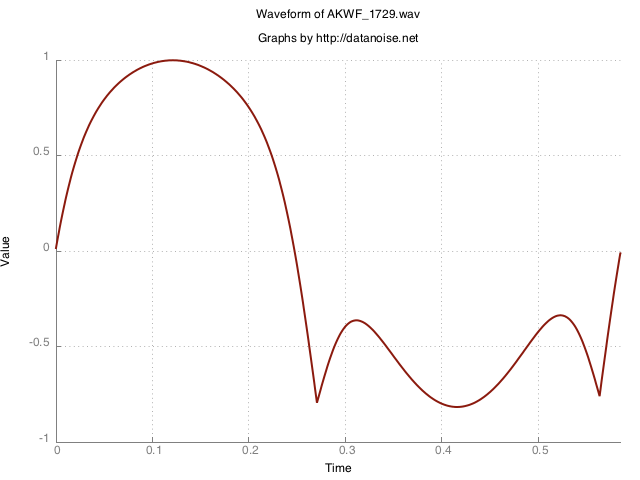 Waveform of AKWF_1729.wav
Graphs by http://datanoise.net
1
0.5
0
-0.5
-1
Value
0 0.1 0.2 0.3 0.4 0.5
Time